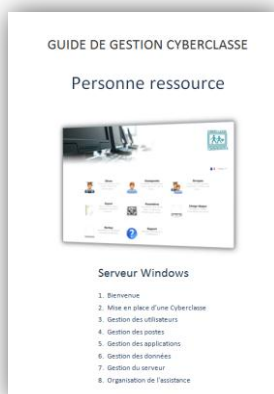 GUIDE DE GESTION CYBERCLASSE
Personne ressource
Serveur Windows
1. Bienvenue
2. Mise en place d'une Cyberclasse
3. Gestion des utilisateurs
4. Gestion des postes
5. Gestion des applications
6. Gestion des données
7. Gestion du serveur
8. Organisation de l'assistance